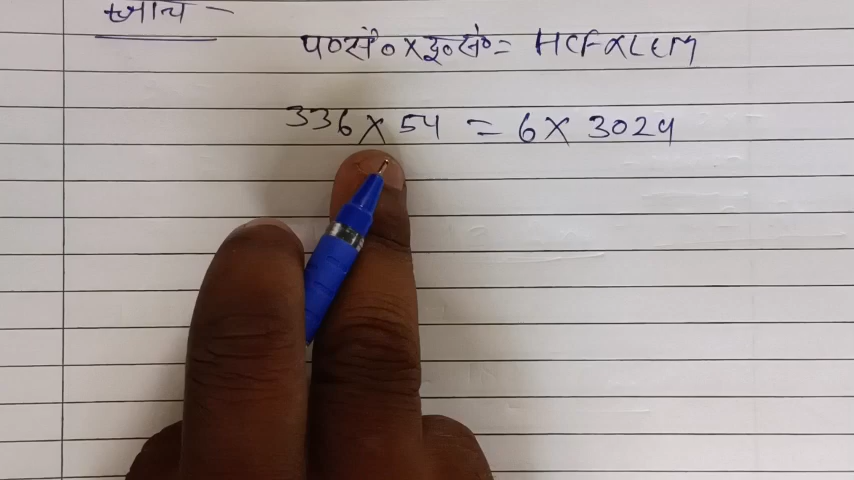 जाँच -
प०सं० × दू०सं० = HCF × LCM
336 × 54 = 6 × 3024